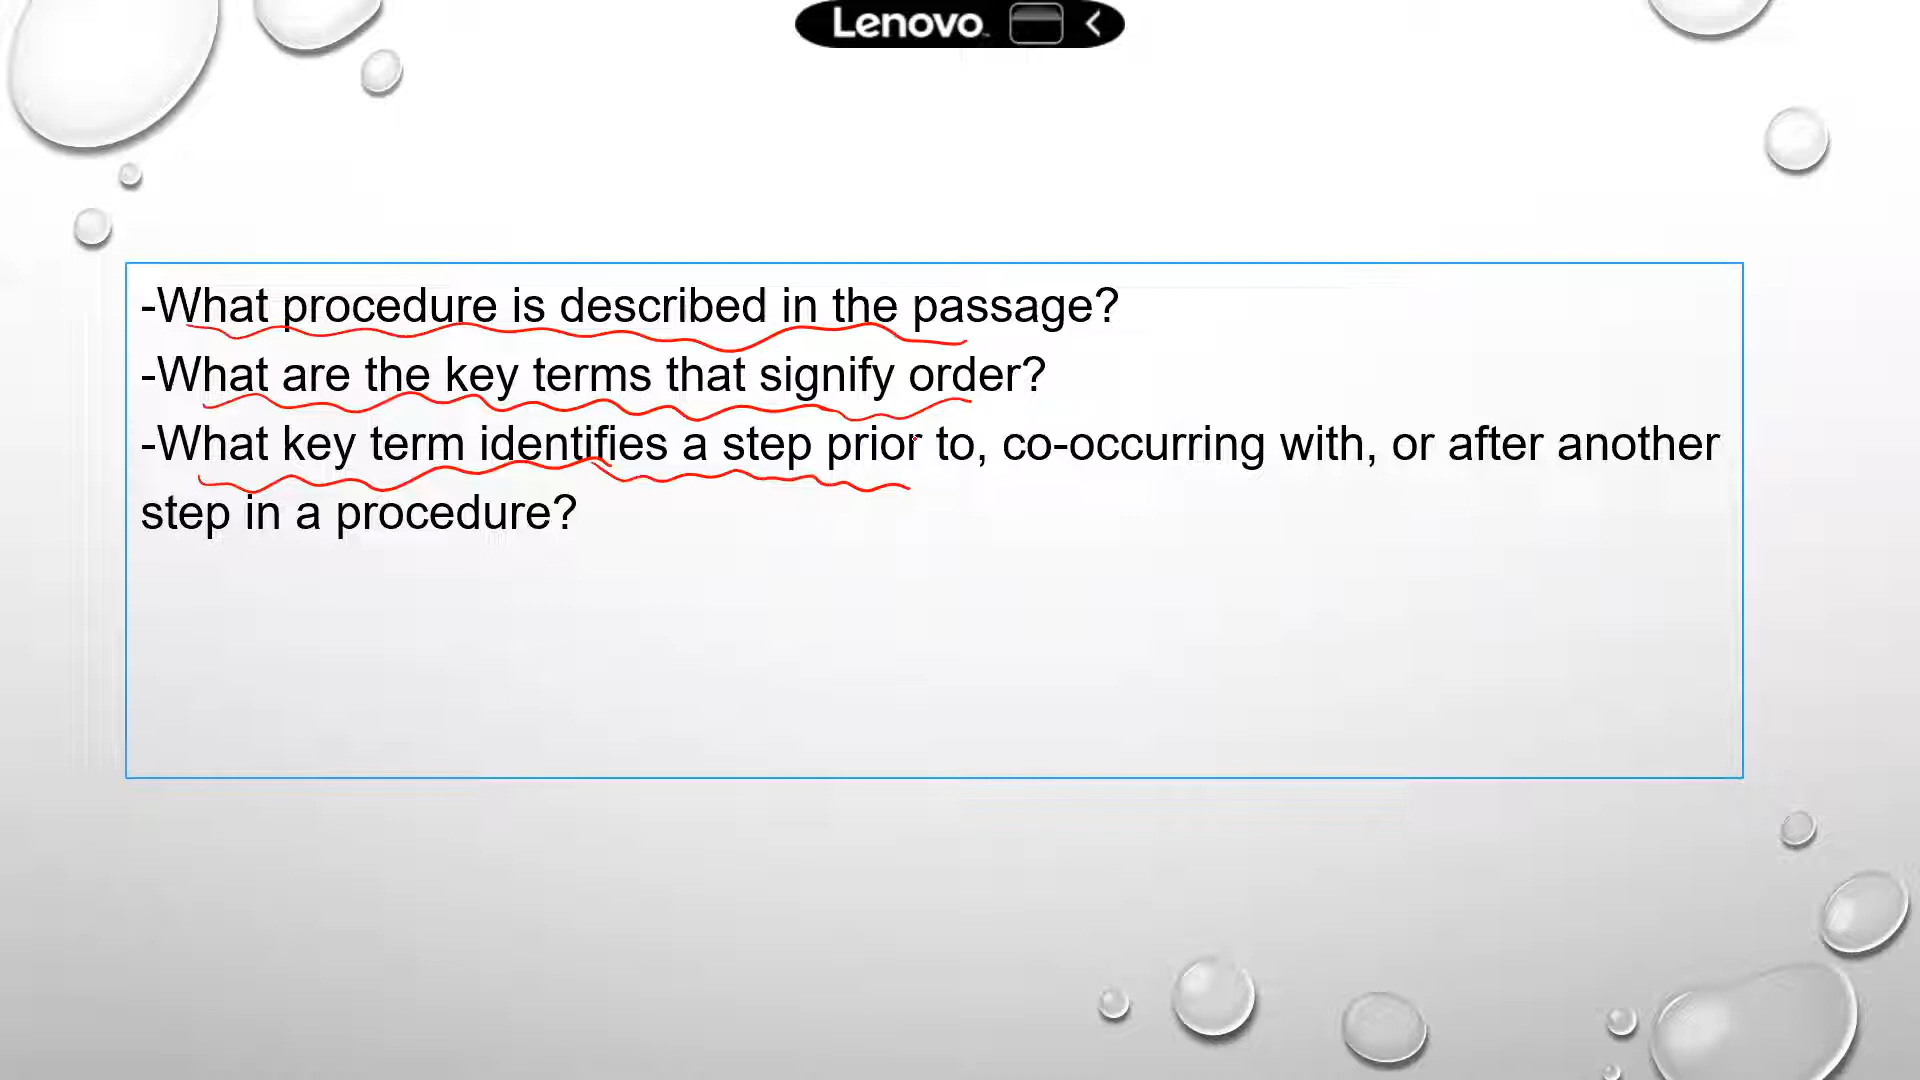 Lenovo
-What procedure is described in the passage?
-What are the key terms that signify order?
-What key term identifies a step prior to, co-occurring with, or after another
step in a procedure?